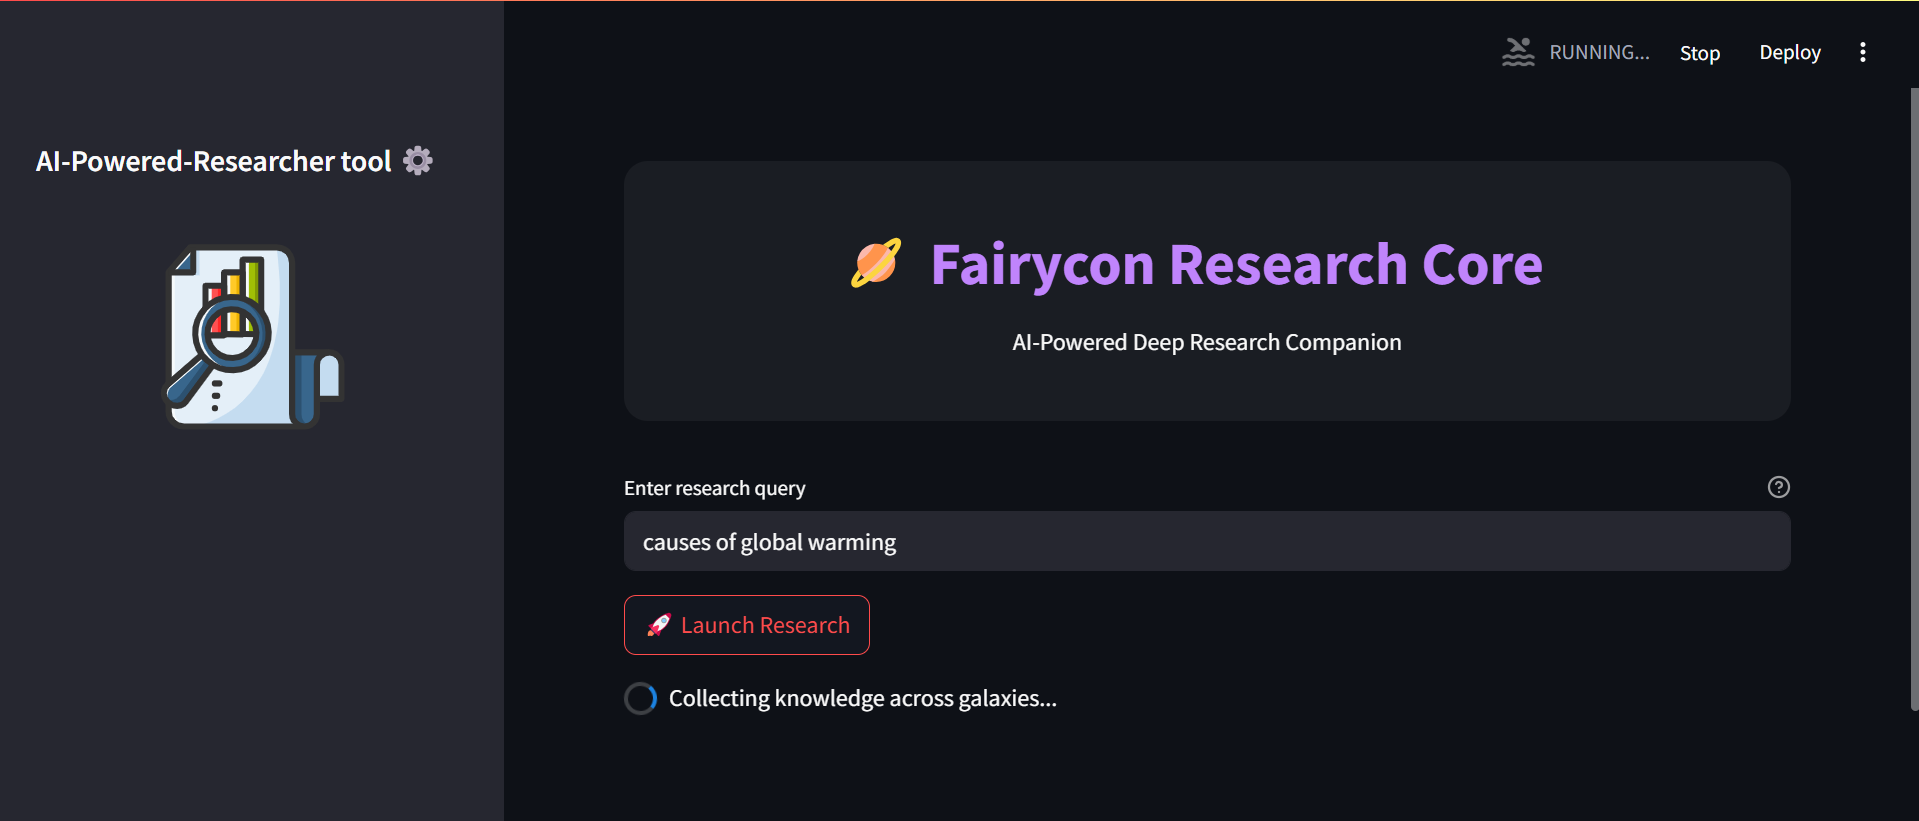 RUNNING...
Stop
Deploy
AI-Powered-Researcher tool
Fairycon Research Core
AI-Powered Deep Research Companion
Enter research query
causes of global warming
Launch Research
Collecting knowledge across galaxies...